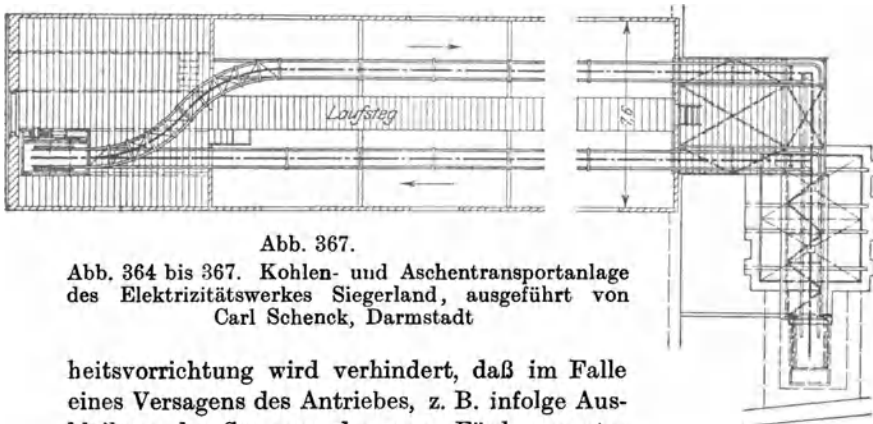 Laufsteg
7,6
Abb. 367.
Abb. 364 bis 367. Kohlen- und Aschentransportanlage
des Elektrizitätswerkes Siegerland, ausgeführt von
Carl Schenck, Darmstadt
heitsvorrichtung wird verhindert, daß im Falle
eines Versagens des Antriebes, z. B. infolge Aus-